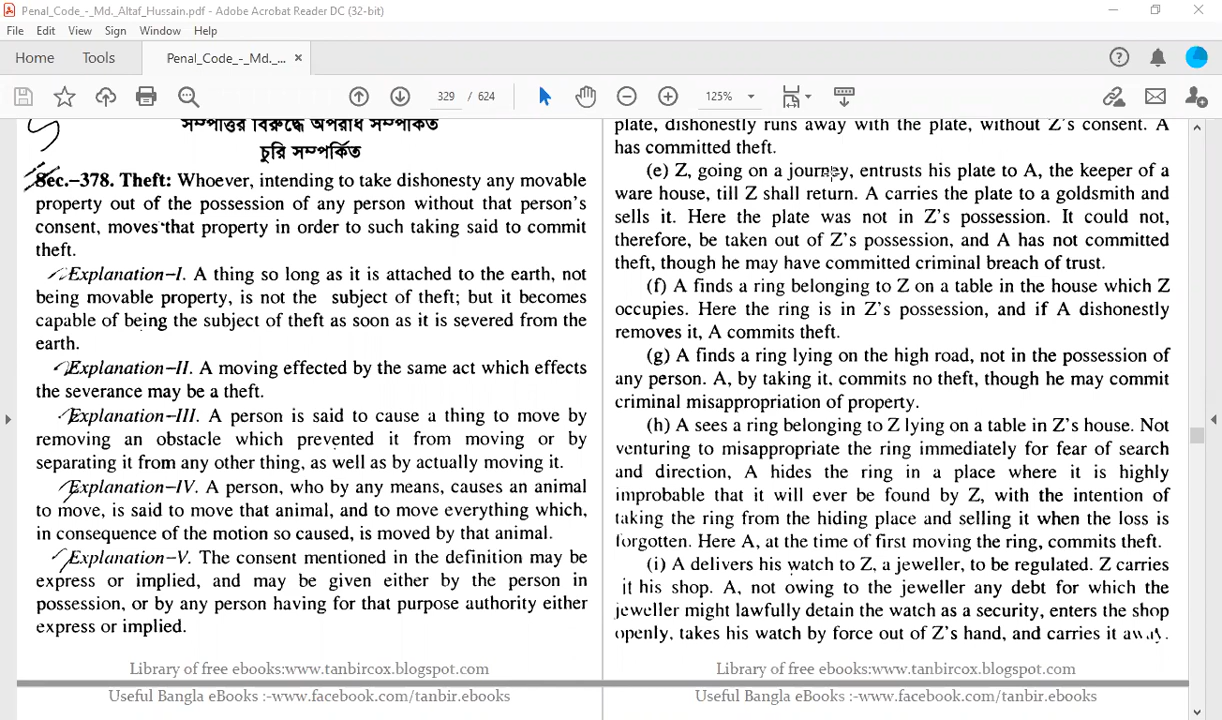 Penal_Code_-_Md._Altaf_Hussain.pdf - Adobe Acrobat Reader DC (32-bit)
File Edit View Sign Window Help
Home Tools Penal_Code_-_Md._... ×
329 / 624 125%
সম্পত্তির বিরুদ্ধে অপরাধ সম্পর্কিত
চুরি সম্পর্কিত
Sec.–378. Theft: Whoever, intending to take dishonesty any movable
property out of the possession of any person without that person's
consent, moves that property in order to such taking said to commit
theft.
Explanation–I. A thing so long as it is attached to the earth, not
being movable property, is not the subject of theft; but it becomes
capable of being the subject of theft as soon as it is severed from the
earth.
Explanation–II. A moving effected by the same act which effects
the severance may be a theft.
Explanation–III. A person is said to cause a thing to move by
removing an obstacle which prevented it from moving or by
separating it from any other thing, as well as by actually moving it.
Explanation–IV. A person, who by any means, causes an animal
to move, is said to move that animal, and to move everything which,
in consequence of the motion so caused, is moved by that animal.
Explanation–V. The consent mentioned in the definition may be
express or implied, and may be given either by the person in
possession, or by any person having for that purpose authority either
express or implied.
Library of free ebooks:www.tanbircox.blogspot.com
Useful Bangla eBooks :-www.facebook.com/tanbir.ebooks
plate, dishonestly runs away with the plate, without Z's consent. A
has committed theft.
(e) Z, going on a journey, entrusts his plate to A, the keeper of a
ware house, till Z shall return. A carries the plate to a goldsmith and
sells it. Here the plate was not in Z's possession. It could not,
therefore, be taken out of Z's possession, and A has not committed
theft, though he may have committed criminal breach of trust.
(f) A finds a ring belonging to Z on a table in the house which Z
occupies. Here the ring is in Z's possession, and if A dishonestly
removes it, A commits theft.
(g) A finds a ring lying on the high road, not in the possession of
any person. A, by taking it, commits no theft, though he may commit
criminal misappropriation of property.
(h) A sees a ring belonging to Z lying on a table in Z's house. Not
venturing to misappropriate the ring immediately for fear of search
and direction, A hides the ring in a place where it is highly
improbable that it will ever be found by Z, with the intention of
taking the ring from the hiding place and selling it when the loss is
forgotten. Here A, at the time of first moving the ring, commits theft.
(i) A delivers his watch to Z, a jeweller, to be regulated. Z carries
it his shop. A, not owing to the jeweller any debt for which the
jeweller might lawfully detain the watch as a security, enters the shop
openly, takes his watch by force out of Z's hand, and carries it away.
Library of free ebooks:www.tanbircox.blogspot.com
Useful Bangla eBooks :-www.facebook.com/tanbir.ebooks